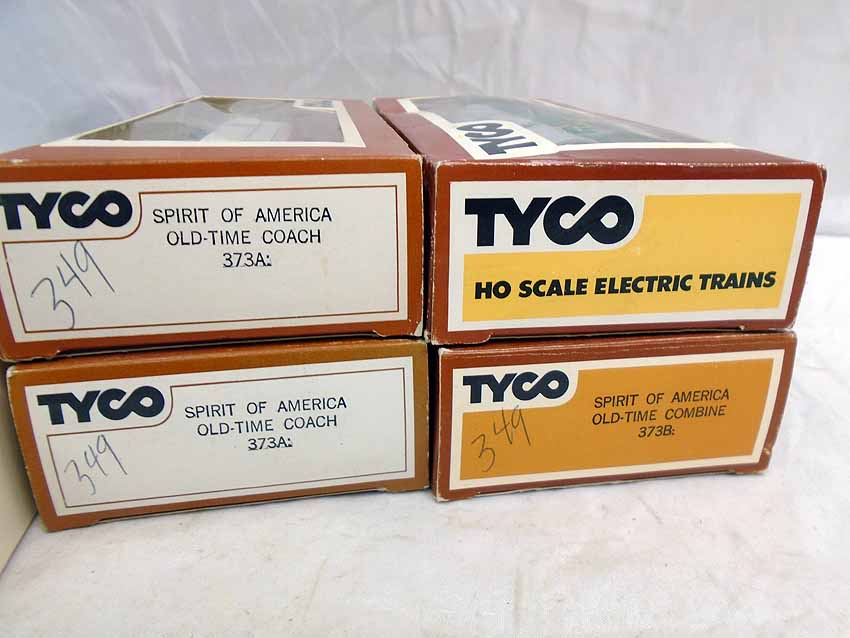 TYCO
SPIRIT OF AMERICA
OLD-TIME COACH
373A:
349
TYCO
TYCO
HO SCALE ELECTRIC TRAINS
TYCO
SPIRIT OF AMERICA
OLD-TIME COACH
373A:
349
TYCO
SPIRIT OF AMERICA
OLD-TIME COMBINE
373B:
349